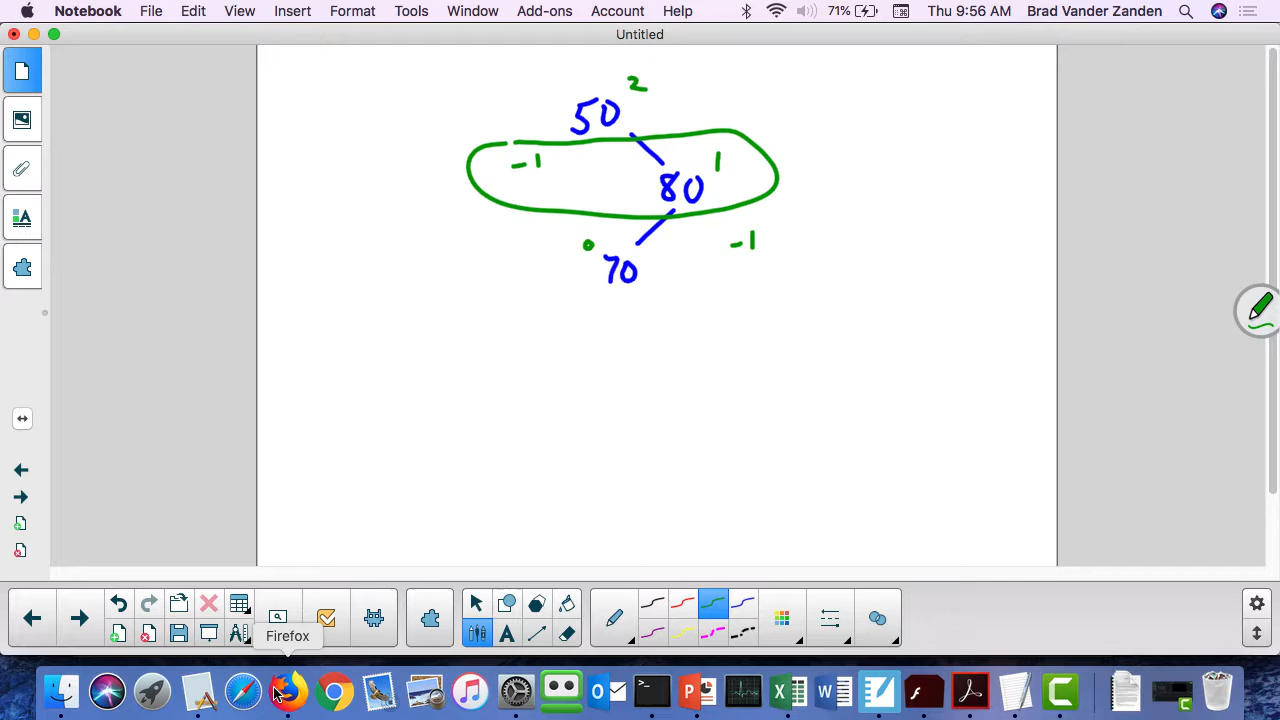 Notebook File Edit View Insert Format Tools Window Add-ons Account Help 71% Thu 9:56 AM Brad Vander Zanden
Untitled
2
50
-1 1
80
0 -1
70
Firefox